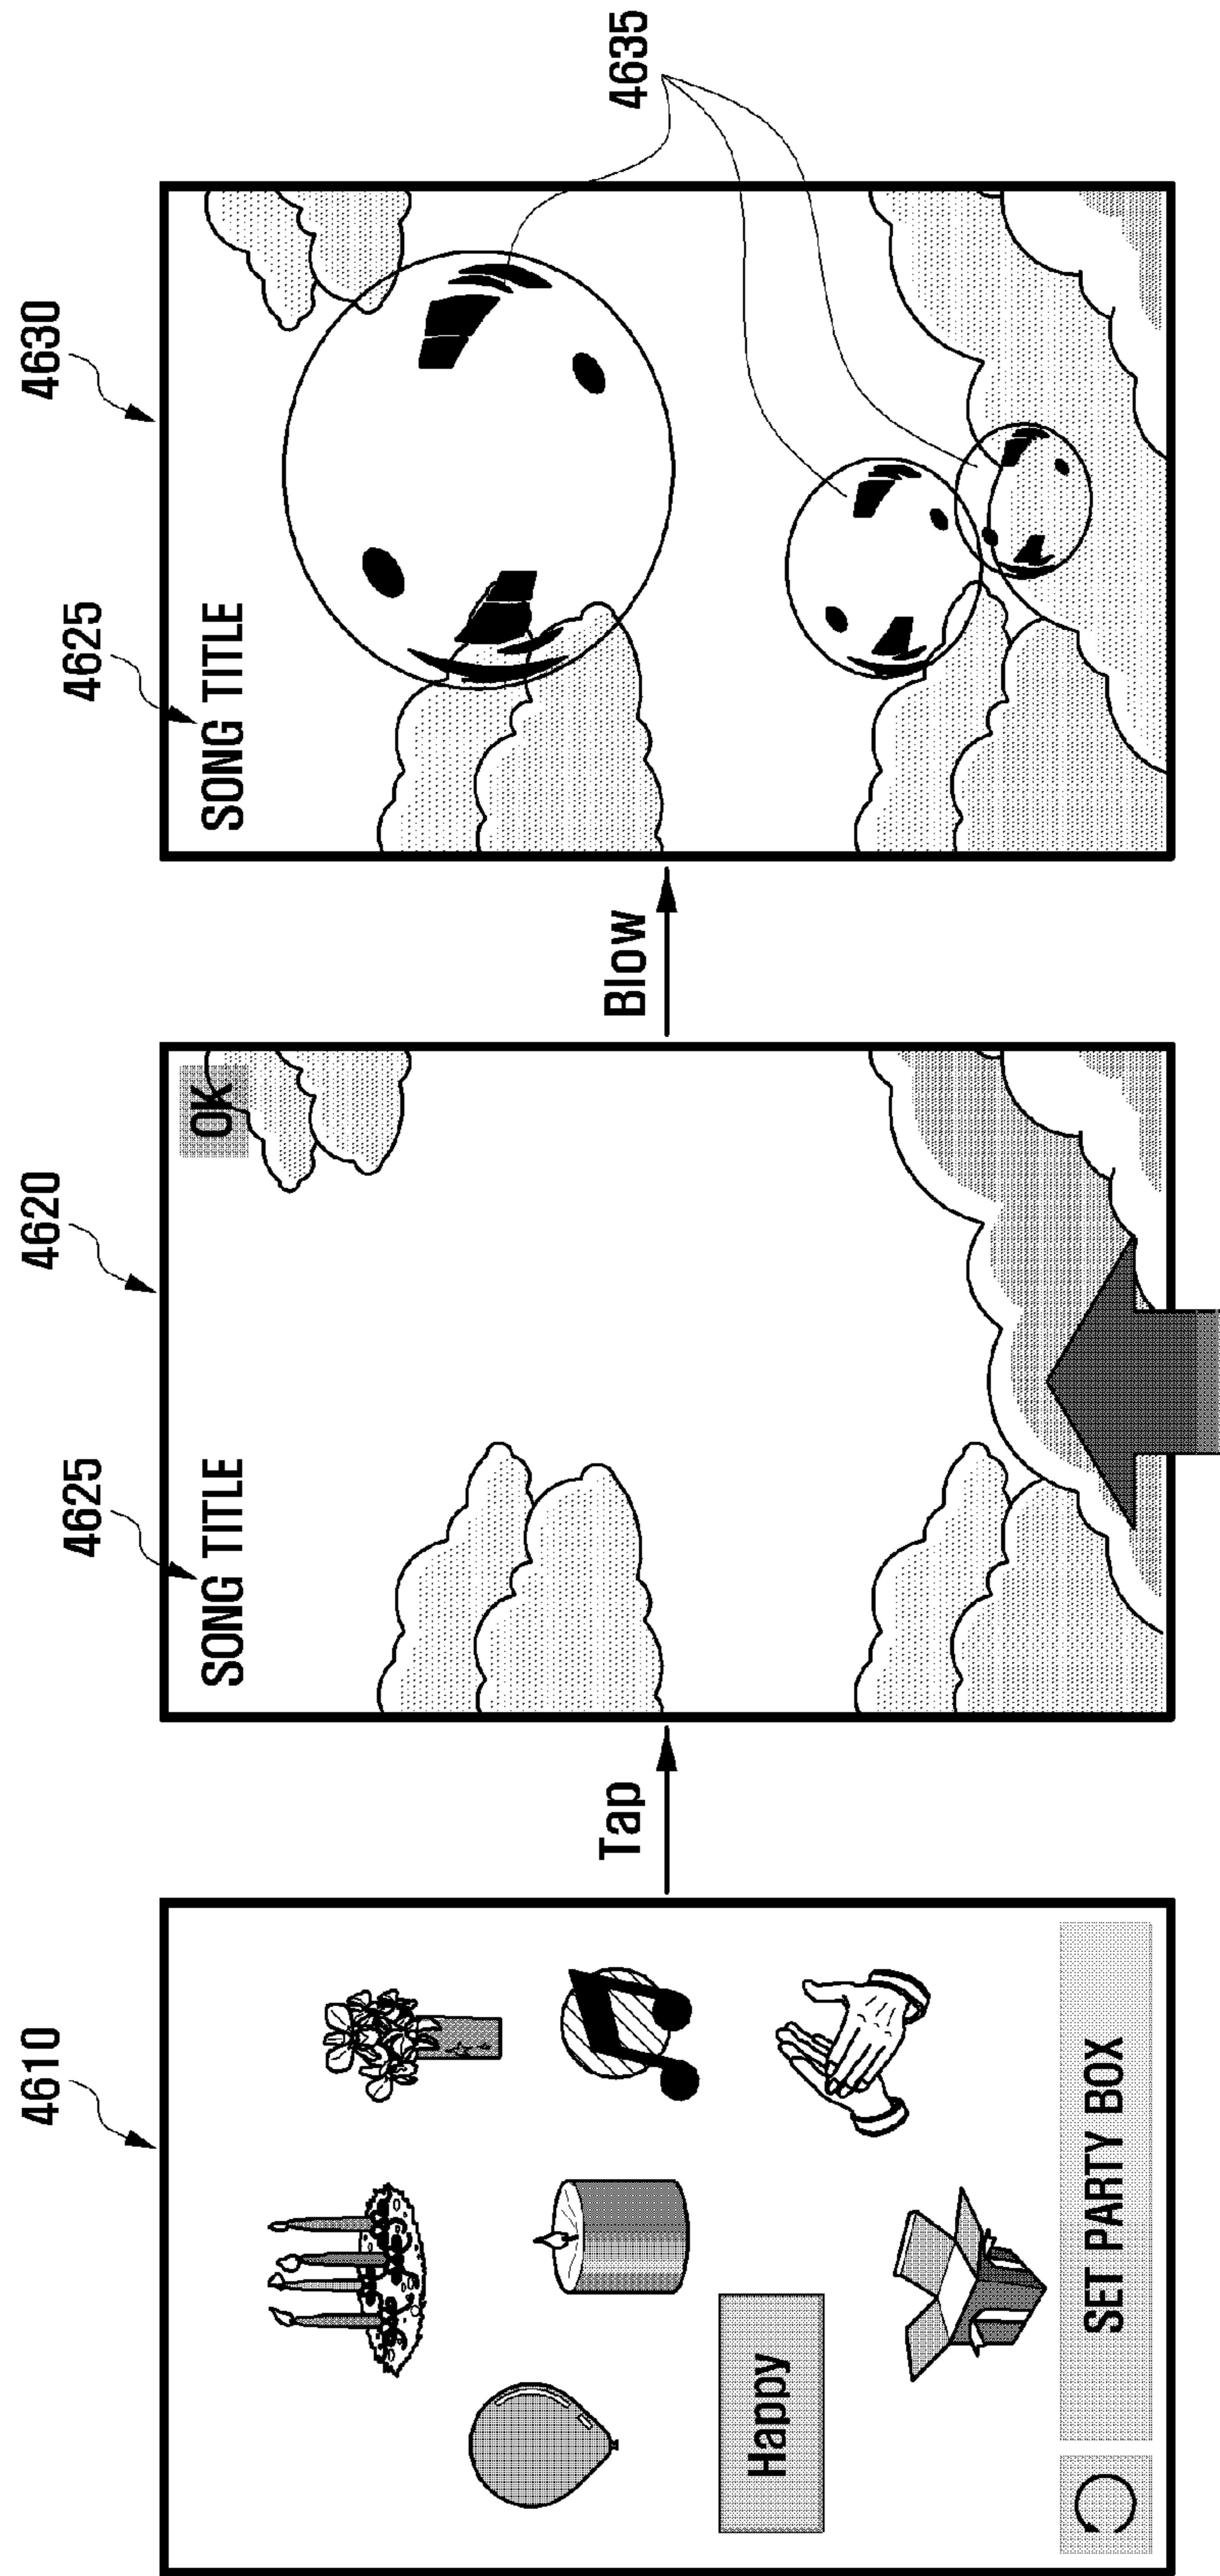 4610
Happy
SET PARTY BOX
Tap
4620
4625
SONG TITLE
OK
Blow
4630
4625
SONG TITLE
4635